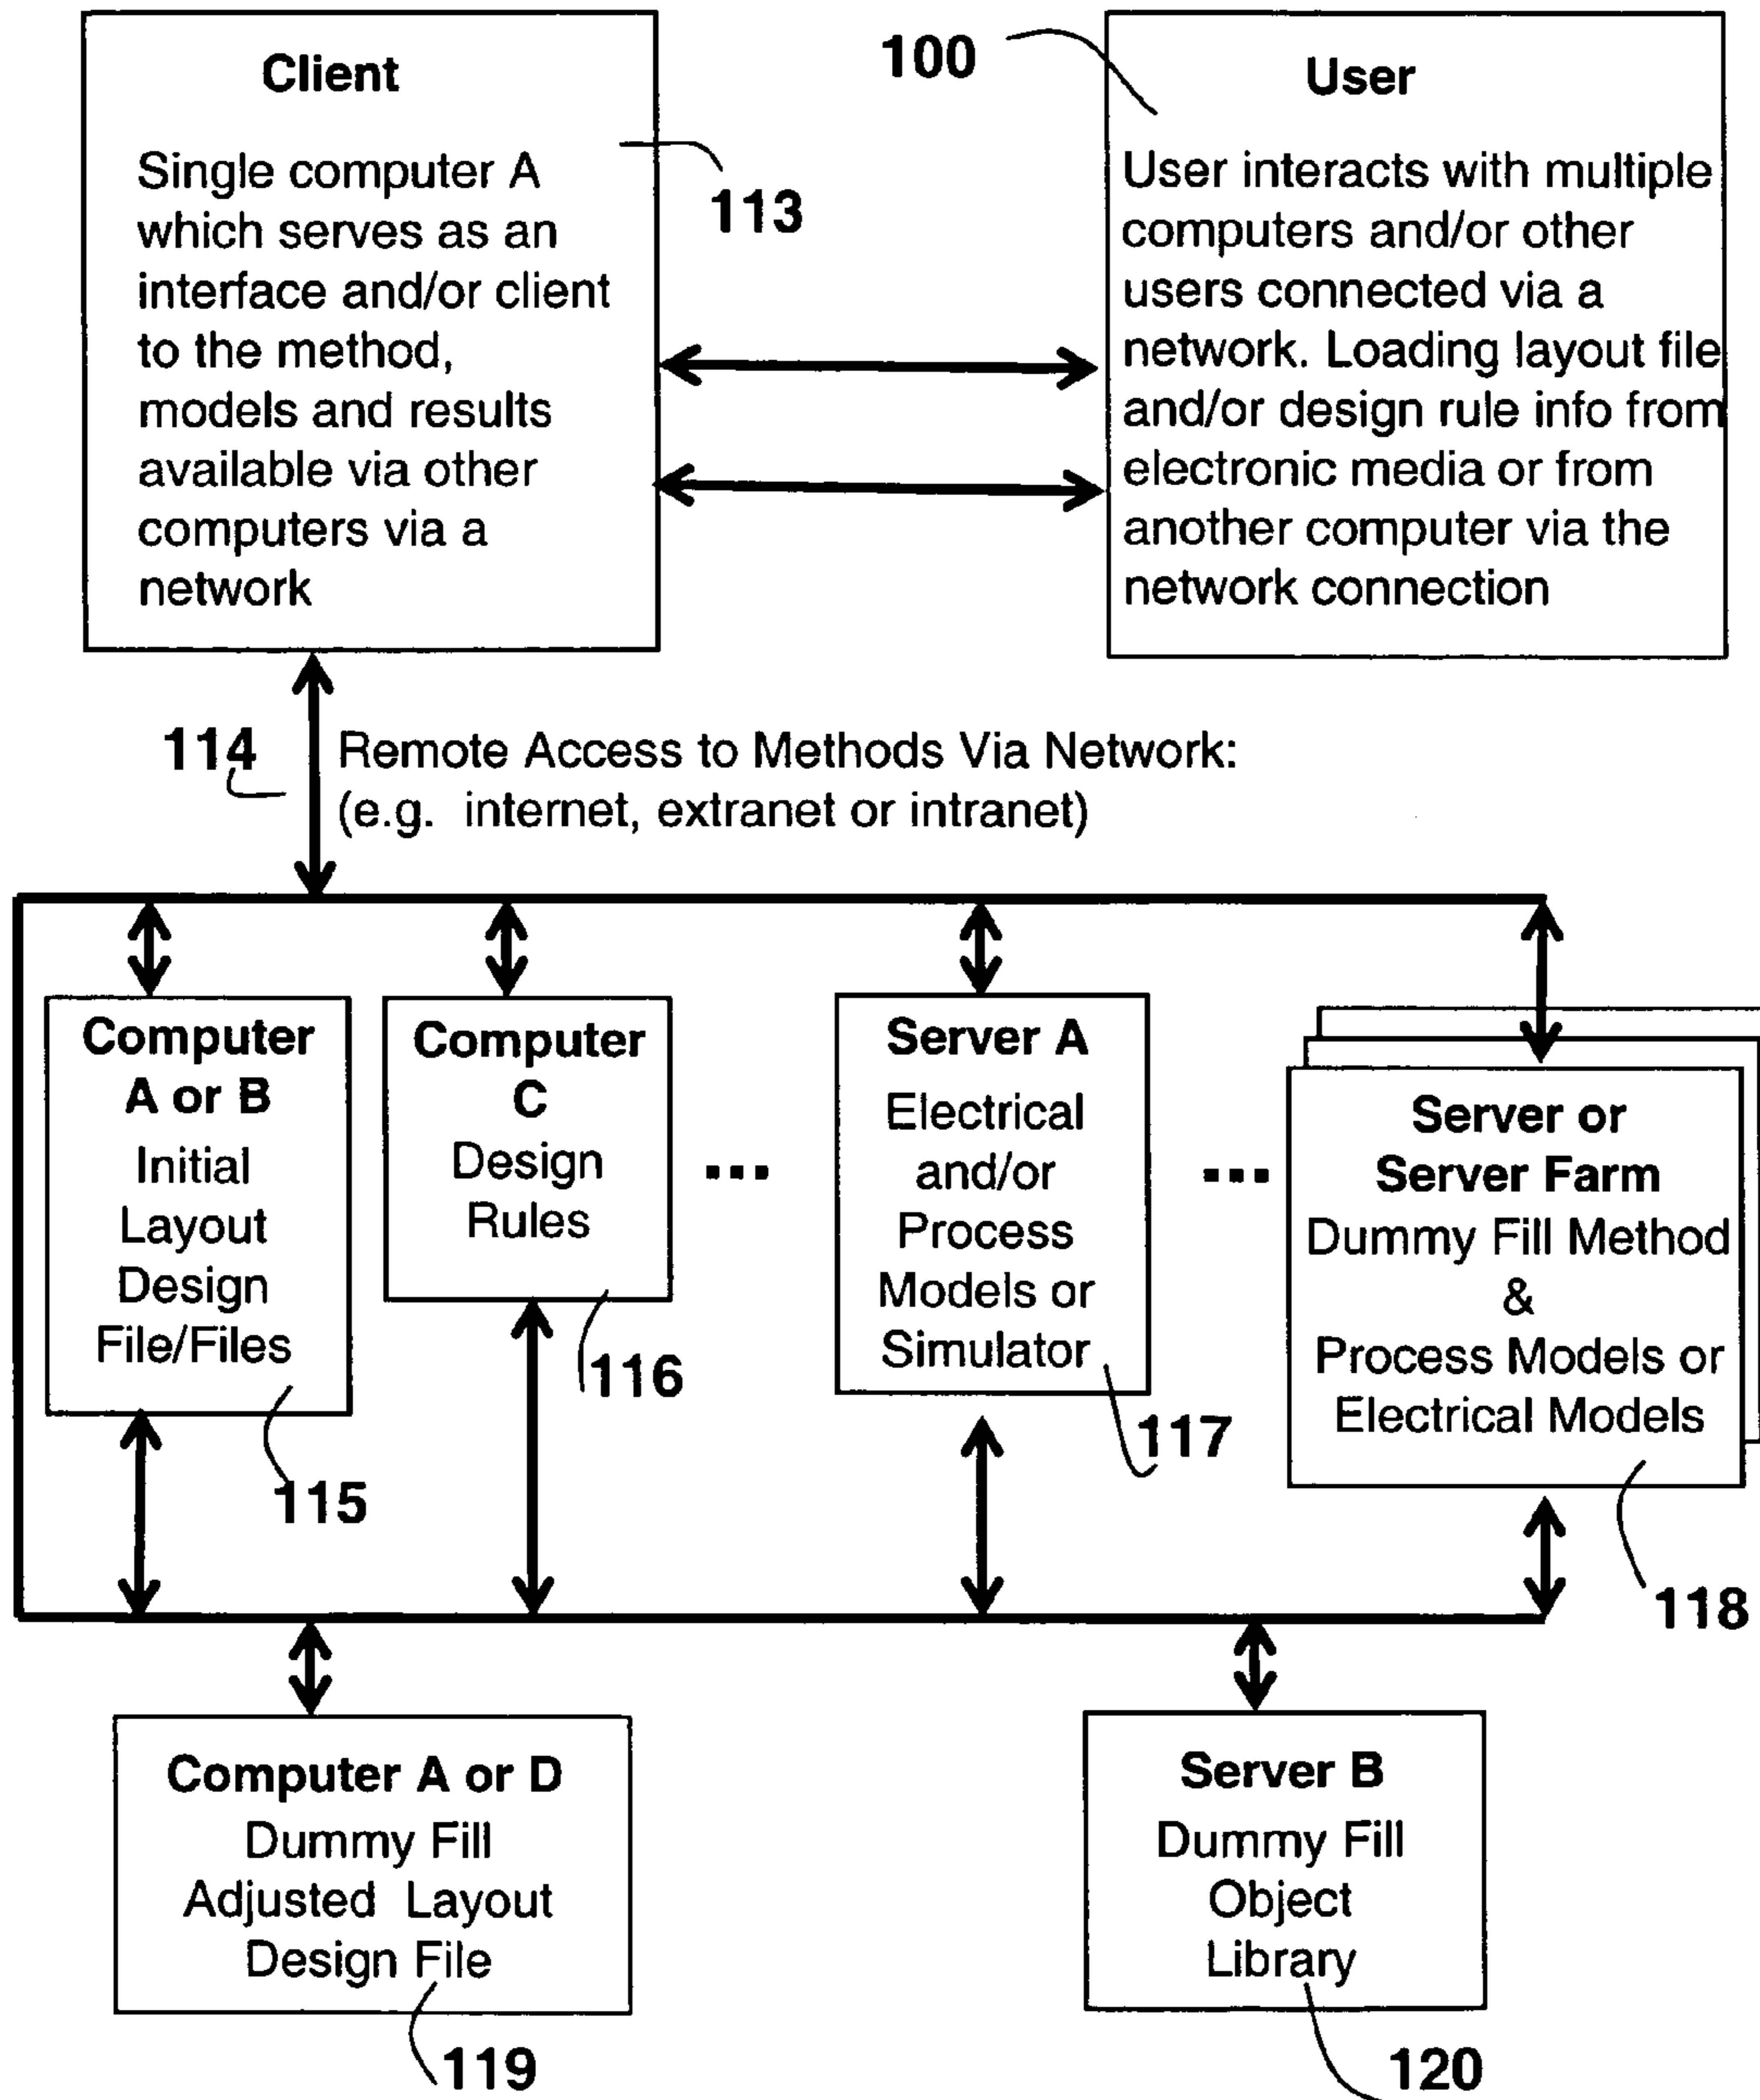 Client
Single computer A
which serves as an
interface and/or client
to the method,
models and results
available via other
computers via a
network
113
100
User
User interacts with multiple
computers and/or other
users connected via a
network. Loading layout file
and/or design rule info from
electronic media or from
another computer via the
network connection
114
Remote Access to Methods Via Network:
(e.g. internet, extranet or intranet)
Computer
A or B
Initial
Layout
Design
File/Files
115
Computer
C
Design
Rules
116
...
Server A
Electrical
and/or
Process
Models or
Simulator
117
...
Server or
Server Farm
Dummy Fill Method
&
Process Models or
Electrical Models
118
Computer A or D
Dummy Fill
Adjusted Layout
Design File
119
Server B
Dummy Fill
Object
Library
120